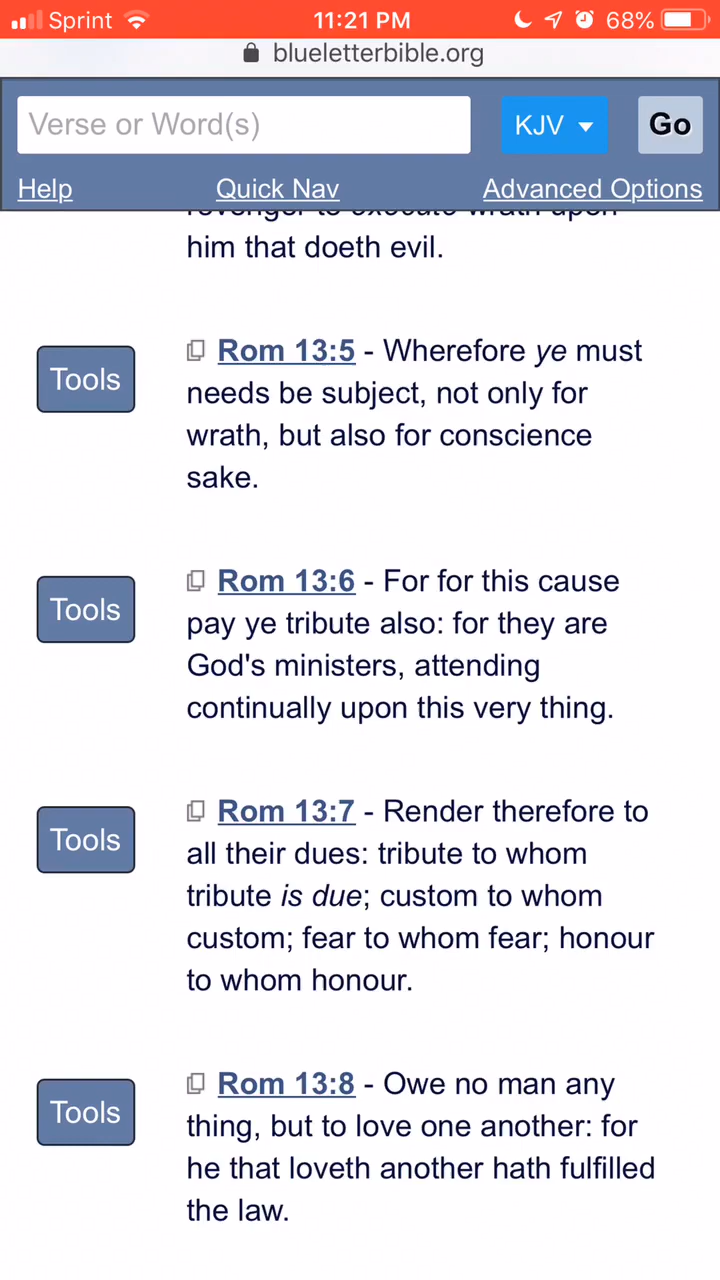 Sprint 11:21 PM 68%
blueletterbible.org
Verse or Word(s) KJV Go
Help Quick Nav Advanced Options
revenger to execute wrath upon
him that doeth evil.
Tools
Rom 13:5 - Wherefore ye must
needs be subject, not only for
wrath, but also for conscience
sake.
Tools
Rom 13:6 - For for this cause
pay ye tribute also: for they are
God's ministers, attending
continually upon this very thing.
Tools
Rom 13:7 - Render therefore to
all their dues: tribute to whom
tribute is due; custom to whom
custom; fear to whom fear; honour
to whom honour.
Tools
Rom 13:8 - Owe no man any
thing, but to love one another: for
he that loveth another hath fulfilled
the law.